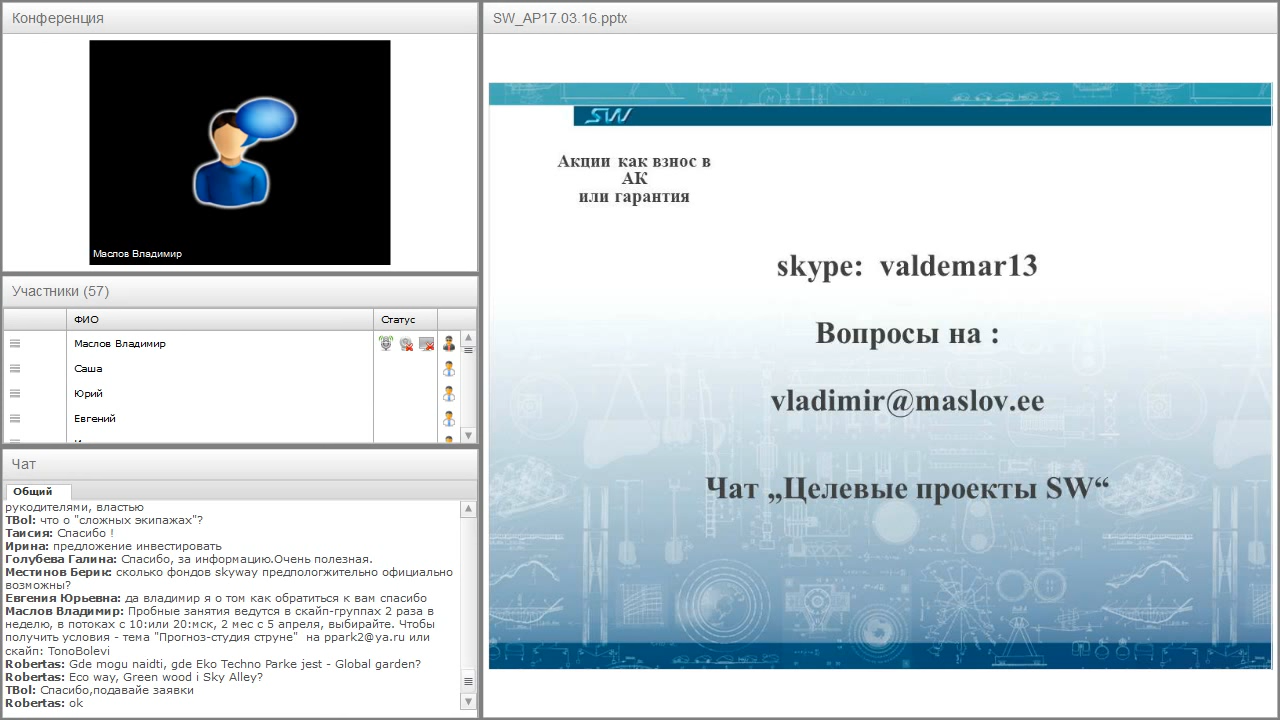 Конференция
Маслов Владимир
Участники (57)
ФИО
Статус
Маслов Владимир
Саша
Юрий
Евгений
Чат
Общий
рукодителями, властью
TBol: что о "сложных экипажах"?
Таисия: Спасибо !
Ирина: предложение инвестировать
Голубева Галина: Спасибо, за информацию.Очень полезная.
Местинов Берик: сколько фондов skyway предпологжительно официально
возможны?
Евгения Юрьевна: да владимир я о том как обратиться к вам спасибо
Маслов Владимир: Пробные занятия ведутся в скайп-группах 2 раза в
неделю, в потоках с 10:или 20:мск, 2 мес с 5 апреля, выбирайте. Чтобы
получить условия - тема "Прогноз-студия струне"  на ppark2@ya.ru или
скайп: TonoBolevi
Robertas: Gde mogu naidti, gde Eko Techno Parke jest - Global garden?
Robertas: Eco way, Green wood i Sky Alley?
TBol: Спасибо,подавайе заявки
Robertas: ok
SW_AP17.03.16.pptx
SW
Акции как взнос в
АК
или гарантия
skype: valdemar13
Вопросы на :
vladimir@maslov.ee
Чат „Целевые проекты SW“